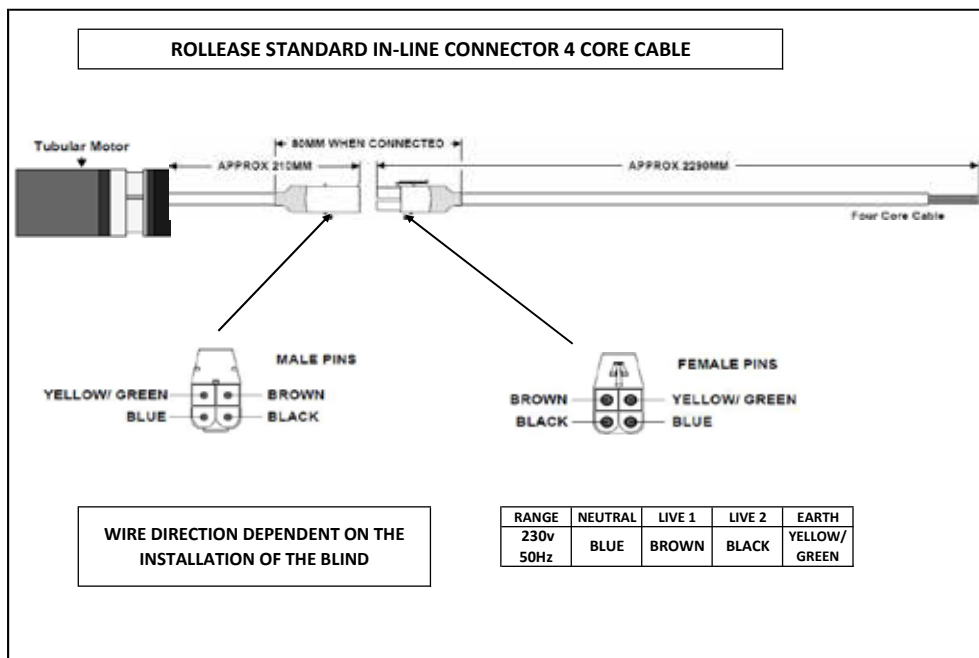 ROLLEASE STANDARD IN-LINE CONNECTOR 4 CORE CABLE
80MM WHEN CONNECTED
Tubular Motor
APPROX 210MM
APPROX 2290MM
Four Core Cable
MALE PINS
YELLOW/ GREEN
BROWN
BLUE
BLACK
FEMALE PINS
BROWN
YELLOW/ GREEN
BLACK
BLUE
WIRE DIRECTION DEPENDENT ON THE
INSTALLATION OF THE BLIND
RANGE NEUTRAL LIVE 1 LIVE 2 EARTH
230v 50Hz BLUE BROWN BLACK YELLOW/ GREEN